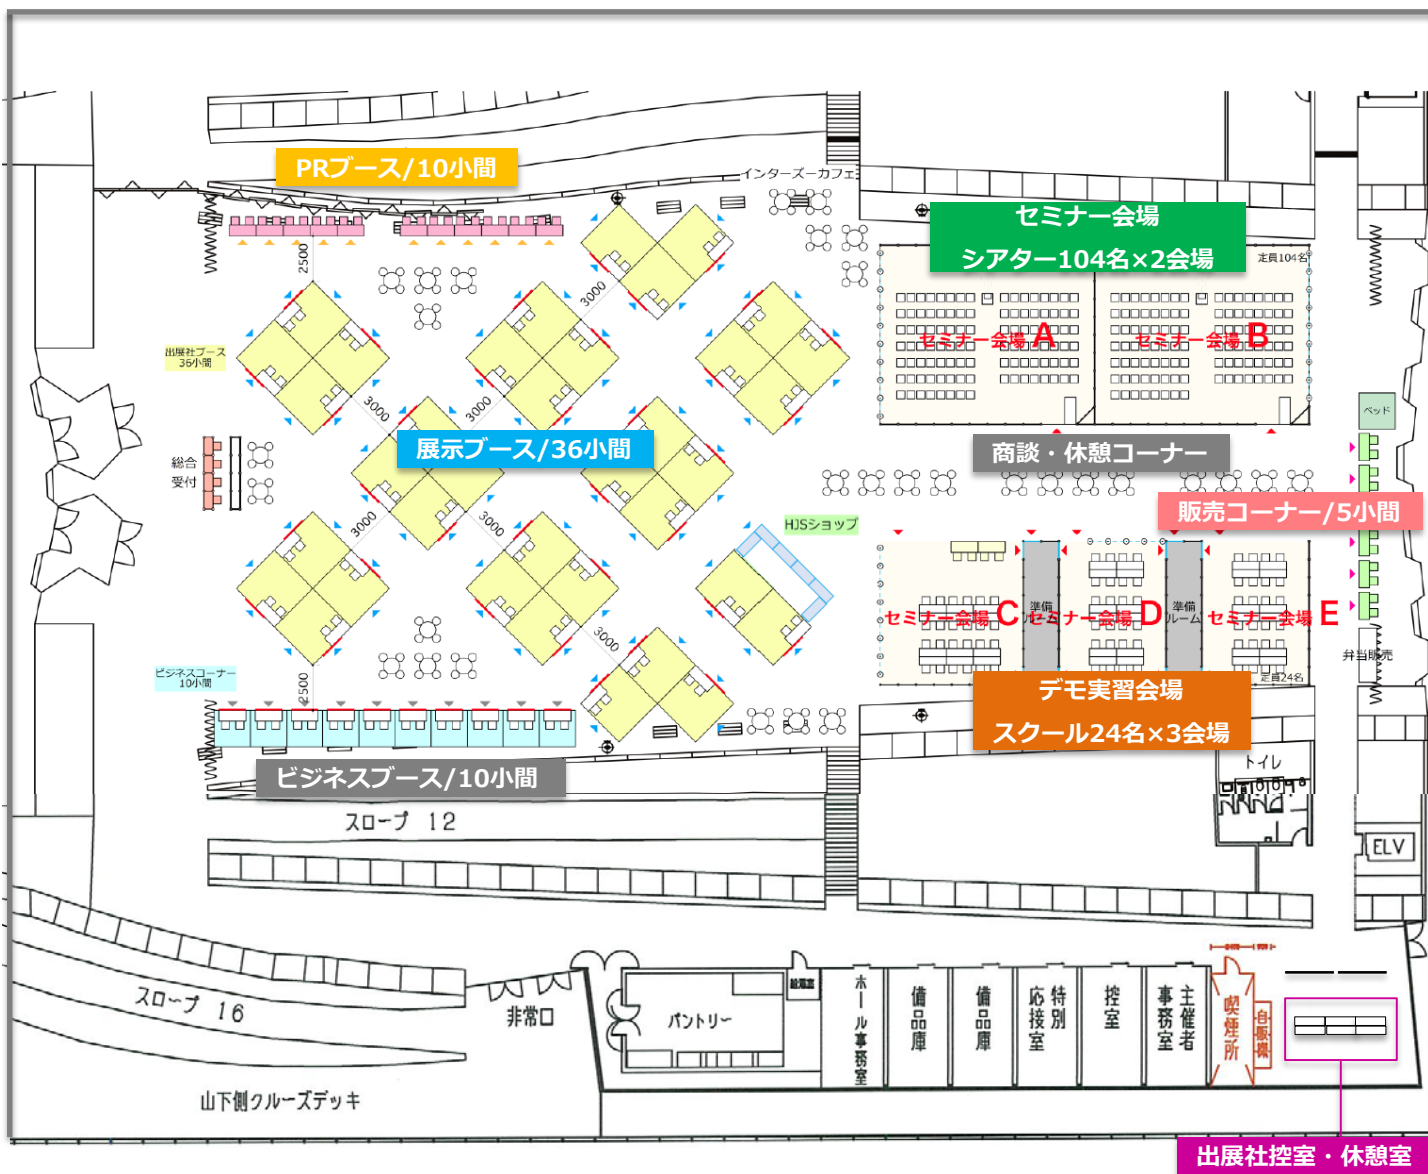 PRブース/10小間
インターズーカフェ
セミナー会場
シアター104名×2会場
定員104名
2500
3000
セミナー会場 A
セミナー会場 B
出展社ブース
36小間
3000
3000
ベッド
展示ブース/36小間
商談・休憩コーナー
総合
受付
販売コーナー/5小間
3000
3000
HJSショップ
準備
ルーム
準備
ルーム
セミナー会場 C
セミナー会場 D
セミナー会場 E
3000
弁当販売
ビジネスコーナー
10小間
2500
定員24名
デモ実習会場
スクール24名×3会場
ビジネスブース/10小間
トイレ
スロープ 12
ELV
スロープ 16
非常口
パントリー
ホール事務室
備品庫
備品庫
特別
応接室
控室
主催者
事務室
喫煙所
自販機
山下側クルーズデッキ
出展社控室・休憩室